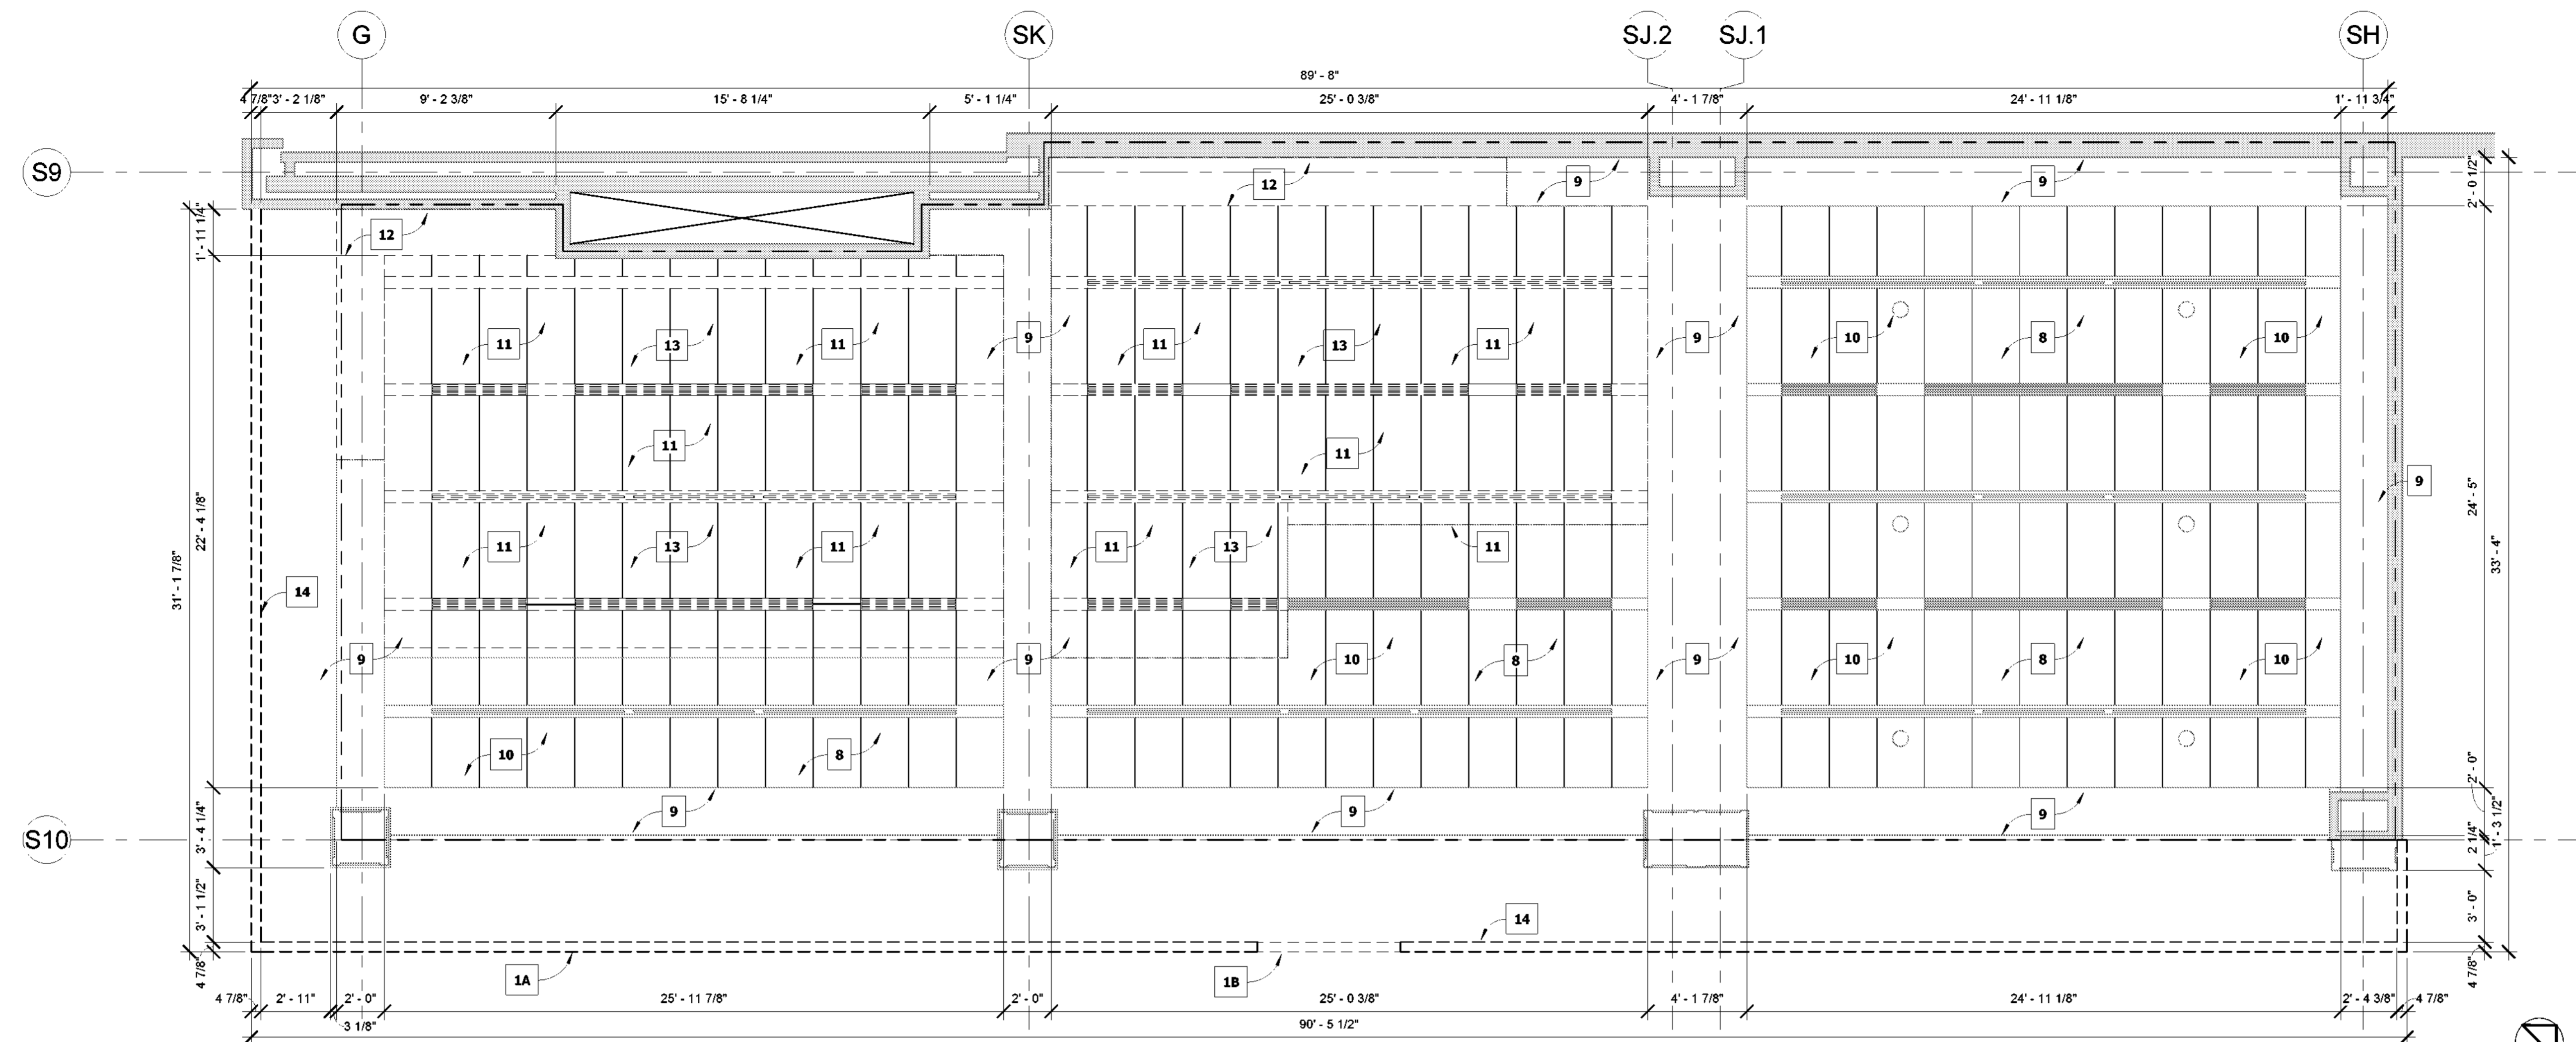 G SK SJ.2 SJ.1 SH
89' - 8"
4 7/8" 3' - 2 1/8" 9' - 2 3/8" 15' - 8 1/4" 5' - 1 1/4" 25' - 0 3/8" 4' - 1 7/8" 24' - 11 1/8" 1' - 11 3/4"
S9
12 9 9
2' - 0 1/2"
1' - 11 1/4"
12
11 13 11 9 11 13 11 9 10 8 10
11 11
9
22' - 4 1/8"
24' - 5"
31' - 1 7/8"
33' - 4"
11 13 11 11 13 11
14
9 9 10 8 9 10 8 10
10 8
2' - 0"
9 9 9
S10
3' - 4 1/4"
2 1/4"
1' - 3 1/2"
3' - 1 1/2"
3' - 0"
14
4 7/8"
4 7/8"
1A 1B
4 7/8" 2' - 11" 2' - 0" 25' - 11 7/8" 2' - 0" 25' - 0 3/8" 4' - 1 7/8" 24' - 11 1/8" 2' - 4 3/8" 4 7/8"
3 1/8" 90' - 5 1/2"